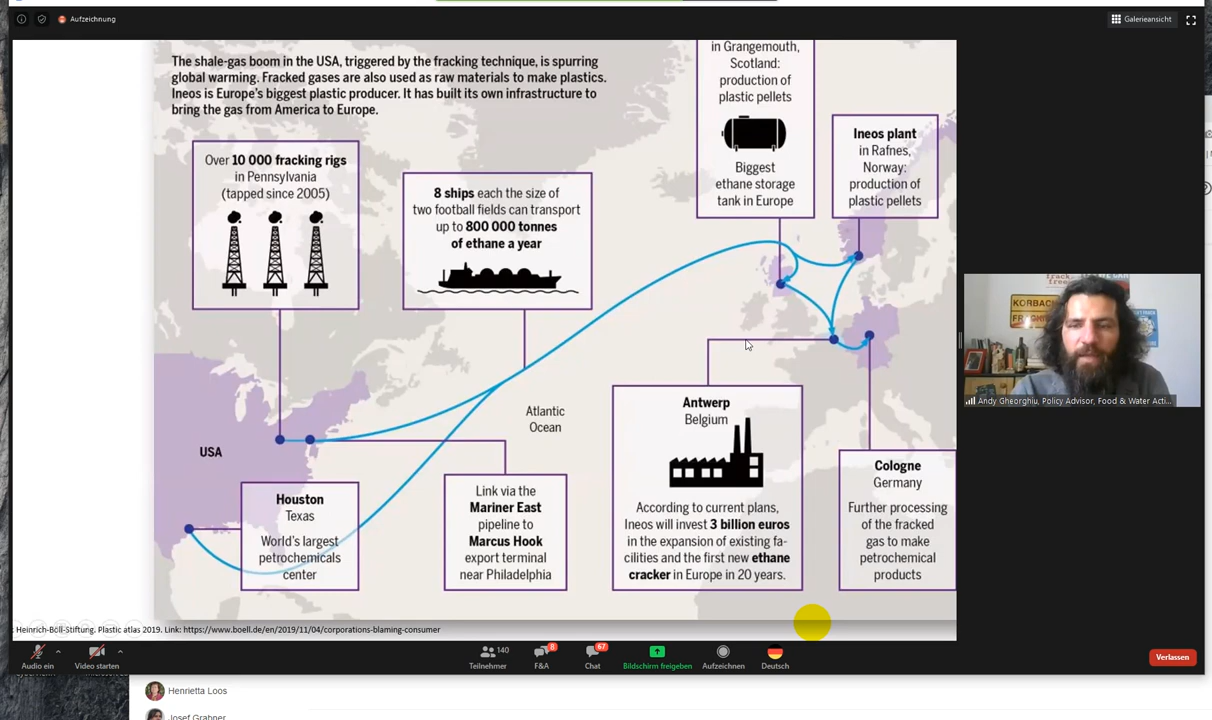 Aufzeichnung
Galerieansicht
The shale-gas boom in the USA, triggered by the fracking technique, is spurring
global warming. Fracked gases are also used as raw materials to make plastics.
Ineos is Europe's biggest plastic producer. It has built its own infrastructure to
bring the gas from America to Europe.
Over 10 000 fracking rigs
in Pennsylvania
(tapped since 2005)
8 ships each the size of
two football fields can transport
up to 800 000 tonnes
of ethane a year
in Grangemouth,
Scotland:
production of
plastic pellets
Biggest
ethane storage
tank in Europe
Ineos plant
in Rafnes,
Norway:
production of
plastic pellets
KORBACH
Andy Gheorghiu, Policy Advisor, Food & Water Acti...
USA
Atlantic
Ocean
Houston
Texas
World's largest
petrochemicals
center
Link via the
Mariner East
pipeline to
Marcus Hook
export terminal
near Philadelphia
Antwerp
Belgium
According to current plans,
Ineos will invest 3 billion euros
in the expansion of existing fa-
cilities and the first new ethane
cracker in Europe in 20 years.
Cologne
Germany
Further processing
of the fracked
gas to make
petrochemical
products
Heinrich-Böll-Stiftung. Plastic atlas 2019. Link: https://www.boell.de/en/2019/11/04/corporations-blaming-consumer
Audio ein
Video starten
140
Teilnehmer
8
F&A
67
Chat
Bildschirm freigeben
Aufzeichnen
Deutsch
Verlassen
Henrietta Loos
Josef Grabner